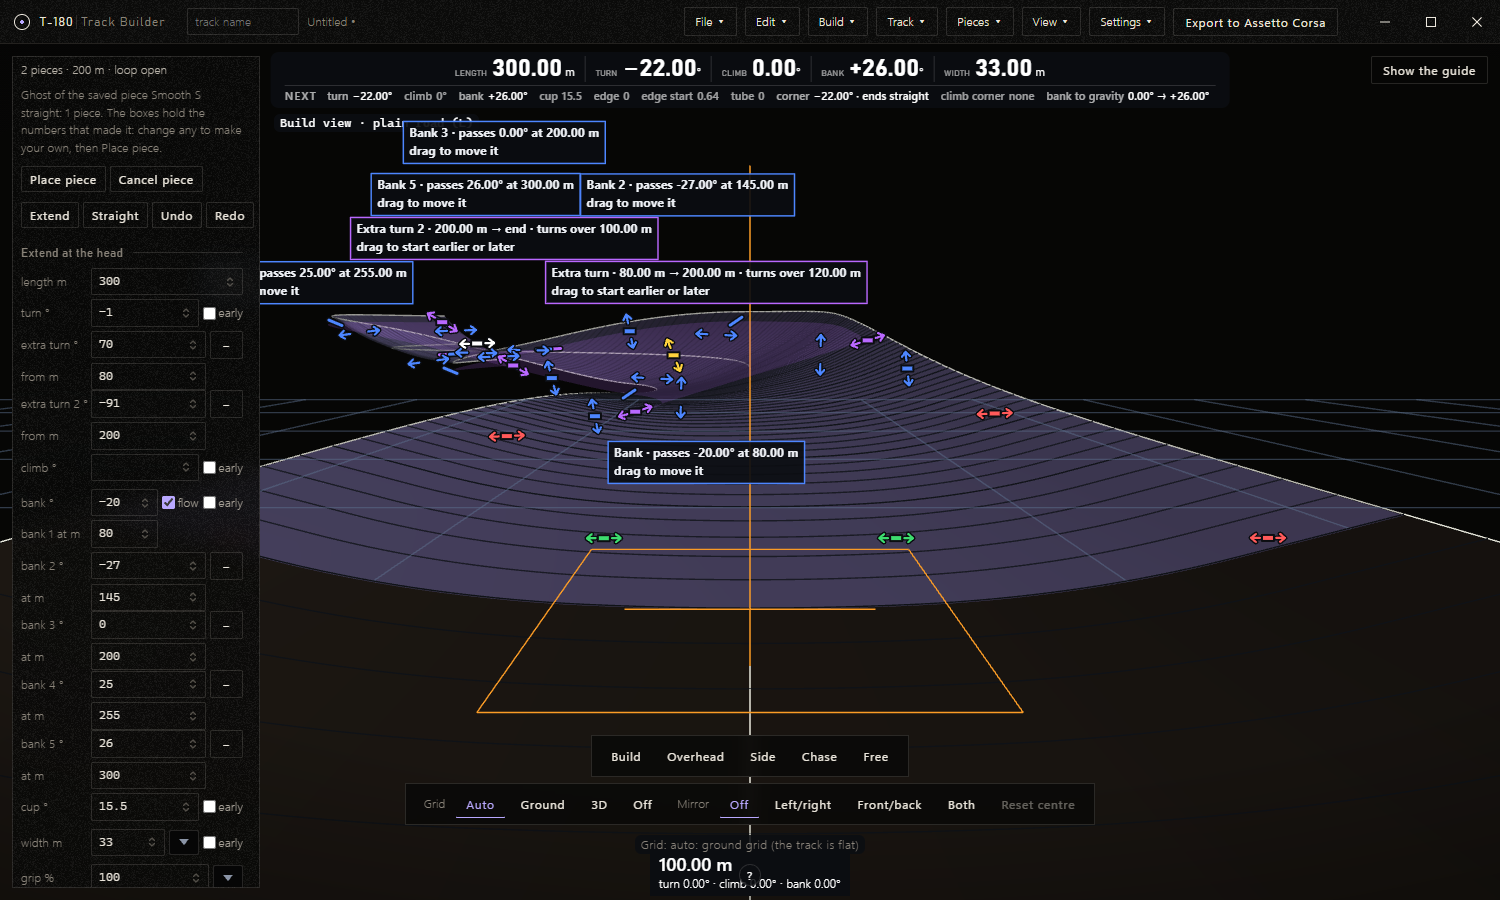 T-180 Track Builder
track name
Untitled •
File
Edit
Build
Track
Pieces
View
Settings
Export to Assetto Corsa
2 pieces · 200 m · loop open
Ghost of the saved piece Smooth S
straight: 1 piece. The boxes hold the
numbers that made it: change any to make
your own, then Place piece.
Place piece
Cancel piece
Extend
Straight
Undo
Redo
Extend at the head
length m 300
turn ° −1 early
extra turn ° 70 −
from m 80
extra turn 2 ° −91 −
from m 200
climb ° early
bank ° −20 flow early
bank 1 at m 80
bank 2 ° −27 −
at m 145
bank 3 ° 0 −
at m 200
bank 4 ° 25 −
at m 255
bank 5 ° 26 −
at m 300
cup ° 15.5 early
width m 33 early
grip % 100
LENGTH 300.00 m TURN −22.00° CLIMB 0.00° BANK +26.00° WIDTH 33.00 m
NEXT turn −22.00° climb 0° bank +26.00° cup 15.5 edge 0 edge start 0.64 tube 0 corner −22.00° · ends straight climb corner none bank to gravity 0.00° → +26.00°
Show the guide
Build view · plain
Bank 3 · passes 0.00° at 200.00 m
drag to move it
Bank 5 · passes 26.00° at 300.00 m
drag to move it
Bank 2 · passes -27.00° at 145.00 m
drag to move it
Extra turn 2 · 200.00 m → end · turns over 100.00 m
drag to start earlier or later
passes 25.00° at 255.00 m
move it
Extra turn · 80.00 m → 200.00 m · turns over 120.00 m
drag to start earlier or later
Bank · passes -20.00° at 80.00 m
drag to move it
Build
Overhead
Side
Chase
Free
Grid Auto Ground 3D Off Mirror Off Left/right Front/back Both Reset centre
Grid: auto: ground grid (the track is flat)
100.00 m
?
turn 0.00° · climb 0.00° · bank 0.00°